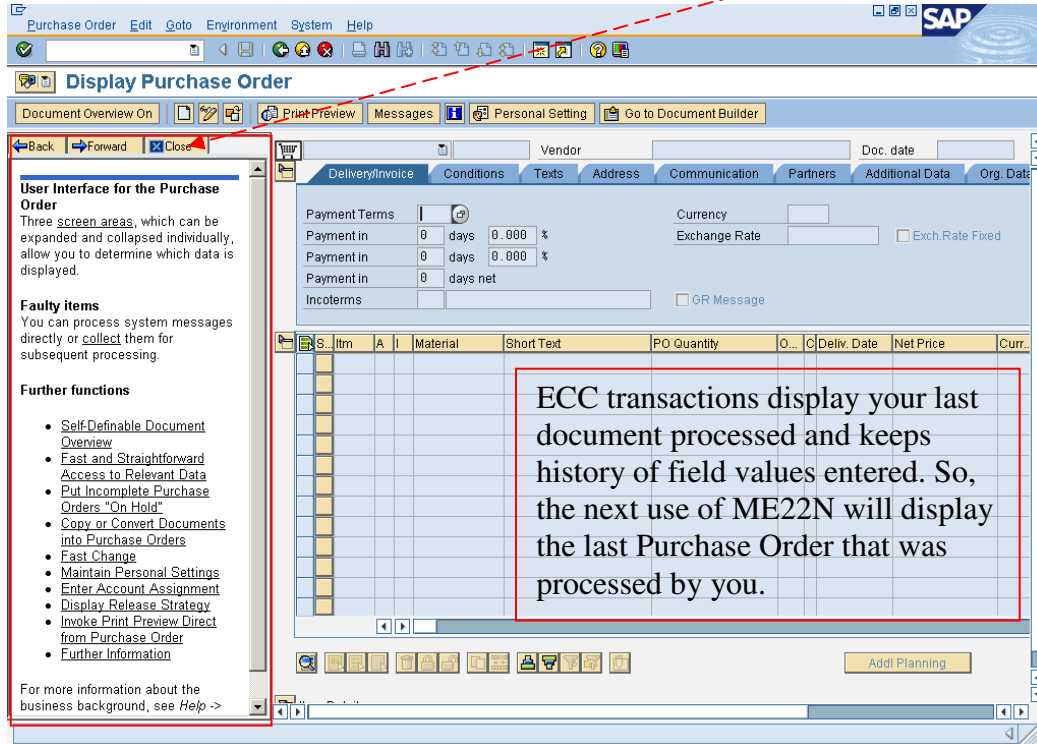 Purchase Order Edit Goto Environment System Help
SAP
Display Purchase Order
Document Overview On Print Preview Messages Personal Setting Go to Document Builder
Back Forward Close
User Interface for the Purchase
Order
Three screen areas, which can be
expanded and collapsed individually,
allow you to determine which data is
displayed.
Faulty items
You can process system messages
directly or collect them for
subsequent processing.
Further functions
Self-Definable Document
Overview
Fast and Straightforward
Access to Relevant Data
Put Incomplete Purchase
Orders "On Hold"
Copy or Convert Documents
into Purchase Orders
Fast Change
Maintain Personal Settings
Enter Account Assignment
Display Release Strategy
Invoke Print Preview Direct
from Purchase Order
Further Information
For more information about the
business background, see Help ->
Vendor Doc. date
Delivery/Invoice Conditions Texts Address Communication Partners Additional Data Org. Data
Payment Terms Currency
Payment in 0 days 0.000 % Exchange Rate Exch.Rate Fixed
Payment in 0 days 0.000 %
Payment in 0 days net
Incoterms GR Message
S... Itm A I Material Short Text PO Quantity O... C Deliv. Date Net Price Curr..
ECC transactions display your last
document processed and keeps
history of field values entered. So,
the next use of ME22N will display
the last Purchase Order that was
processed by you.
Addl Planning